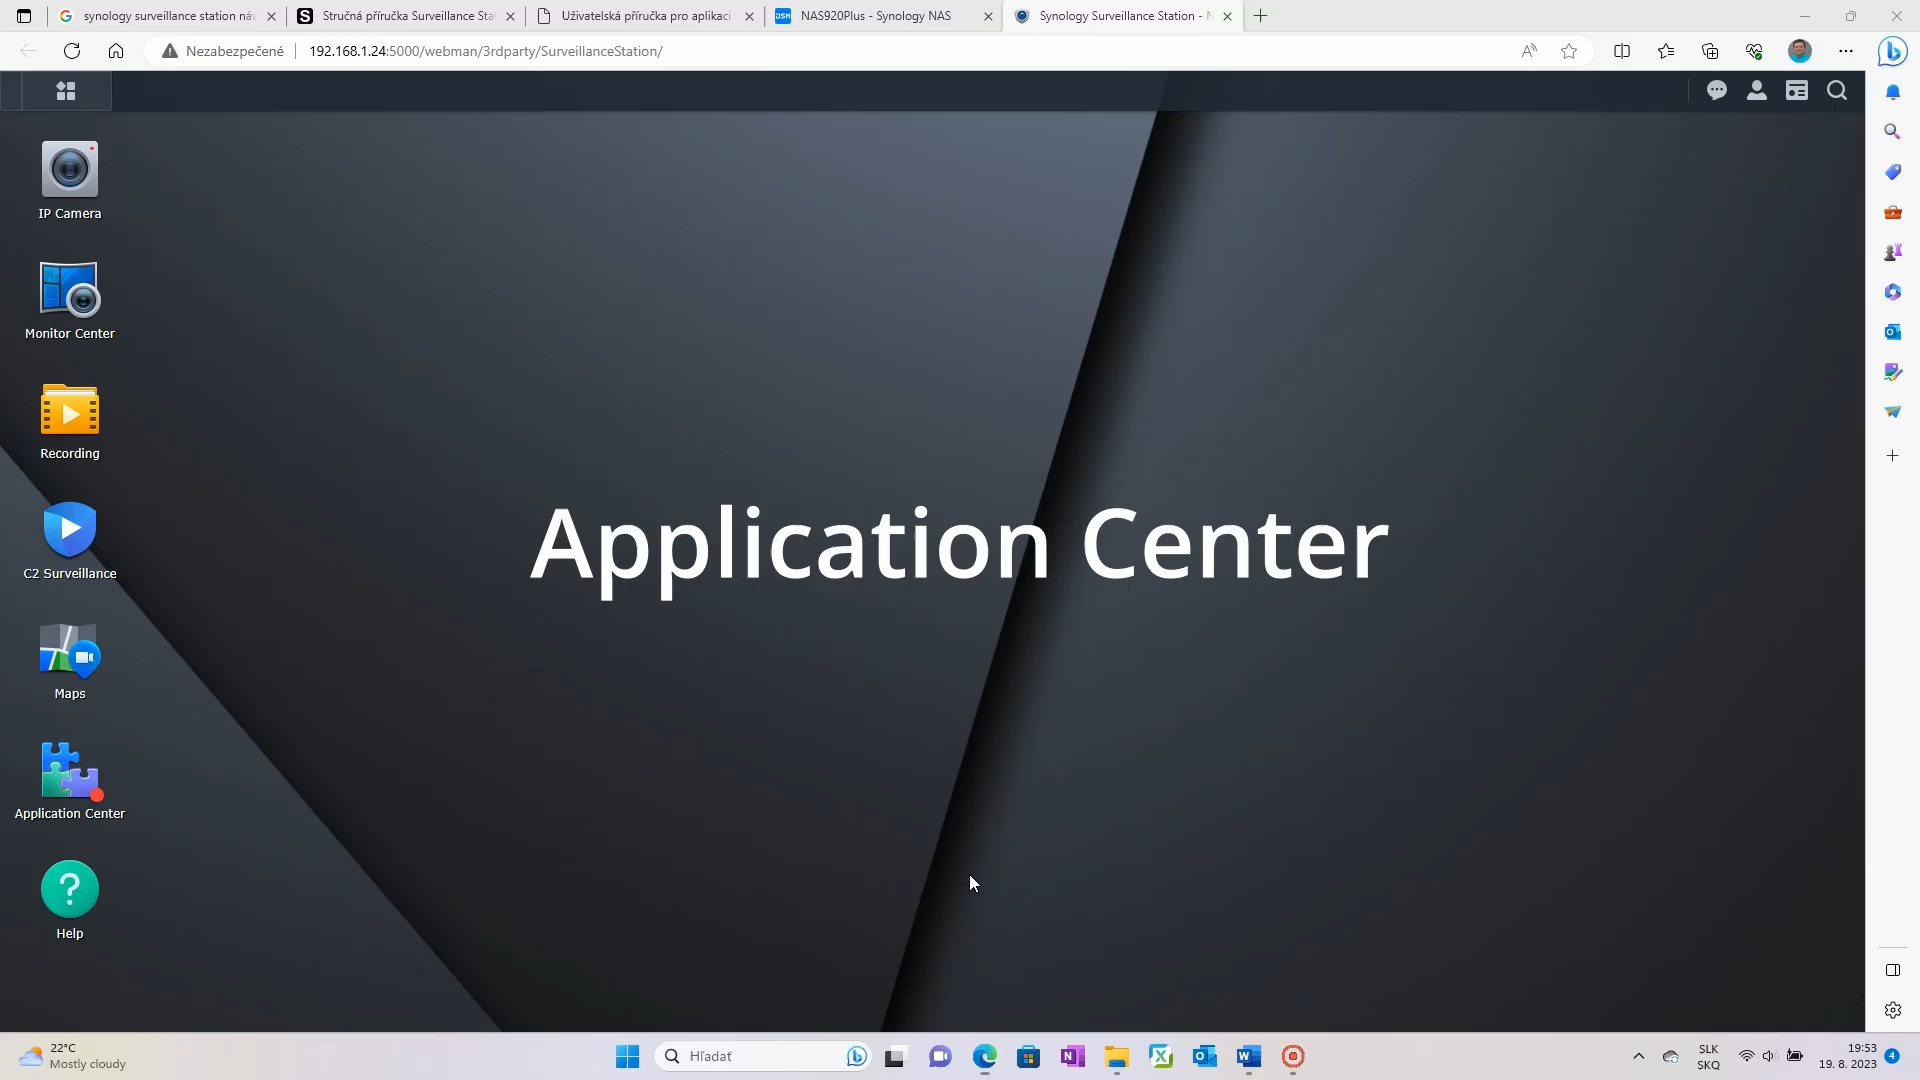 synology surveillance station náv
Stručná příručka Surveillance Sta
Uživatelská příručka pro aplikaci
NAS920Plus - Synology NAS
Synology Surveillance Station - N
Nezabezpečené
192.168.1.24:5000/webman/3rdparty/SurveillanceStation/
IP Camera
Monitor Center
Recording
C2 Surveillance
Maps
Application Center
Help
Application Center
22°C
Mostly cloudy
Hľadať
SLK
SKQ
19:53
19. 8. 2023
4